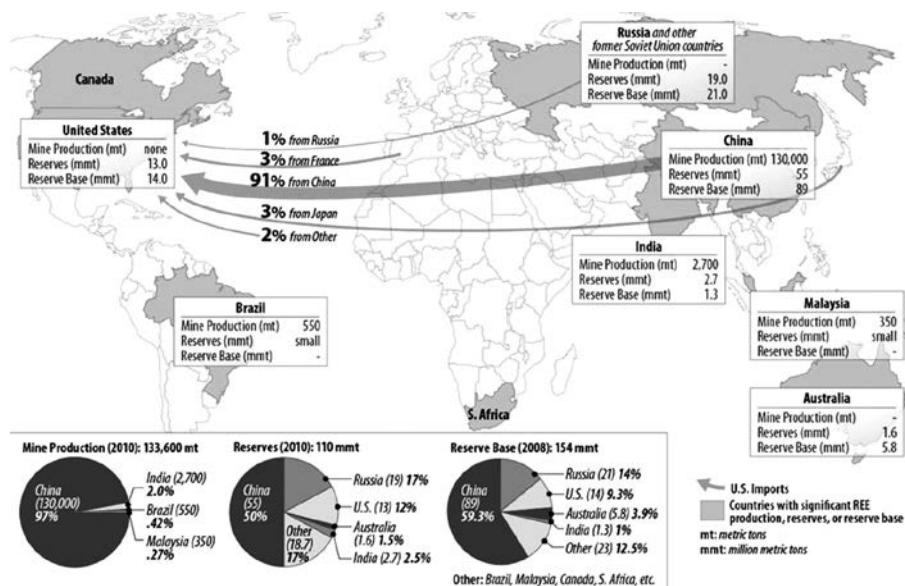 Russia and other
former Soviet Union countries
Mine Production (mt) -
Reserves (mmt) 19.0
Reserve Base (mmt) 21.0
Canada
United States
Mine Production (mt) none
Reserves (mmt) 13.0
Reserve Base (mmt) 14.0
1% from Russia
3% from France
91% from China
3% from Japan
2% from Other
China
Mine Production (mt) 130,000
Reserves (mmt) 55
Reserve Base (mmt) 89
India
Mine Production (mt) 2,700
Reserves (mmt) 2.7
Reserve Base (mmt) 1.3
Brazil
Mine Production (mt) 550
Reserves (mmt) small
Reserve Base (mmt) -
Malaysia
Mine Production (mt) 350
Reserves (mmt) small
Reserve Base (mmt) -
S. Africa
Australia
Mine Production (mt) -
Reserves (mmt) 1.6
Reserve Base (mmt) 5.8
Mine Production (2010): 133,600 mt
China
(130,000)
97%
India (2,700)
2.0%
Brazil (550)
.42%
Malaysia (350)
.27%
Reserves (2010): 110 mmt
China
(55)
50%
Russia (19) 17%
U.S. (13) 12%
Australia
(1.6) 1.5%
India (2.7) 2.5%
Other
(18.7)
17%
Reserve Base (2008): 154 mmt
China
(89)
59.3%
Russia (21) 14%
U.S. (14) 9.3%
Australia (5.8) 3.9%
India (1.3) 1%
Other (23) 12.5%
Other: Brazil, Malaysia, Canada, S. Africa, etc.
U.S. Imports
Countries with significant REE
production, reserves, or reserve base
mt: metric tons
mmt: million metric tons